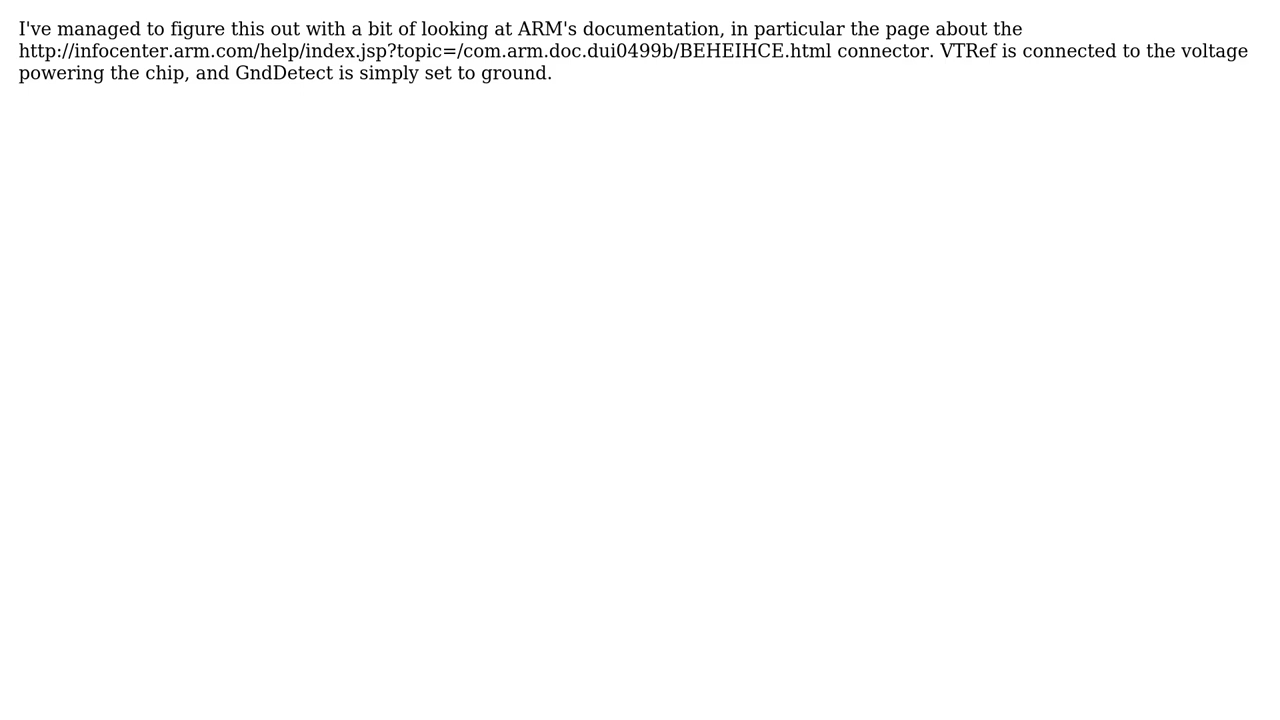 I've managed to figure this out with a bit of looking at ARM's documentation, in particular the page about the
http://infocenter.arm.com/help/index.jsp?topic=/com.arm.doc.dui0499b/BEHEIHCE.html connector. VTRef is connected to the voltage
powering the chip, and GndDetect is simply set to ground.